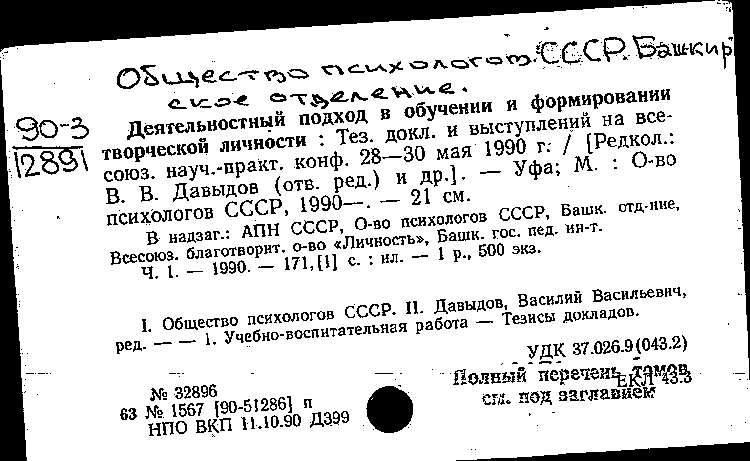 Общество психологов СССР. Башкир
ское отделение.
90-3
12891
Деятельностный подход в обучении и формировании
творческой личности : Тез. докл. и выступлений на все-
союз. науч.-практ. конф. 28—30 мая 1990 г. / [Редкол.:
В. В. Давыдов (отв. ред.) и др.]. — Уфа; М. : О-во
психологов СССР, 1990—. — 21 см.
В надзаг.: АПН СССР, О-во психологов СССР, Башк. отд-ние,
Всесоюз. благотворит. о-во «Личность», Башк. гос. пед. ин-т.
Ч. 1. — 1990. — 171,[1] с. : ил. — 1 р., 500 экз.
I. Общество психологов СССР. II. Давыдов, Василий Васильевич,
ред. — — 1. Учебно-воспитательная работа — Тезисы докладов.
УДК 37.026.9(043.2)
Полный перечень томов
ЕКЛ 43.3
см. под заглавием
№ 32896
63 № 1567 [90-51286] п
НПО ВКП 11.10.90 Д399